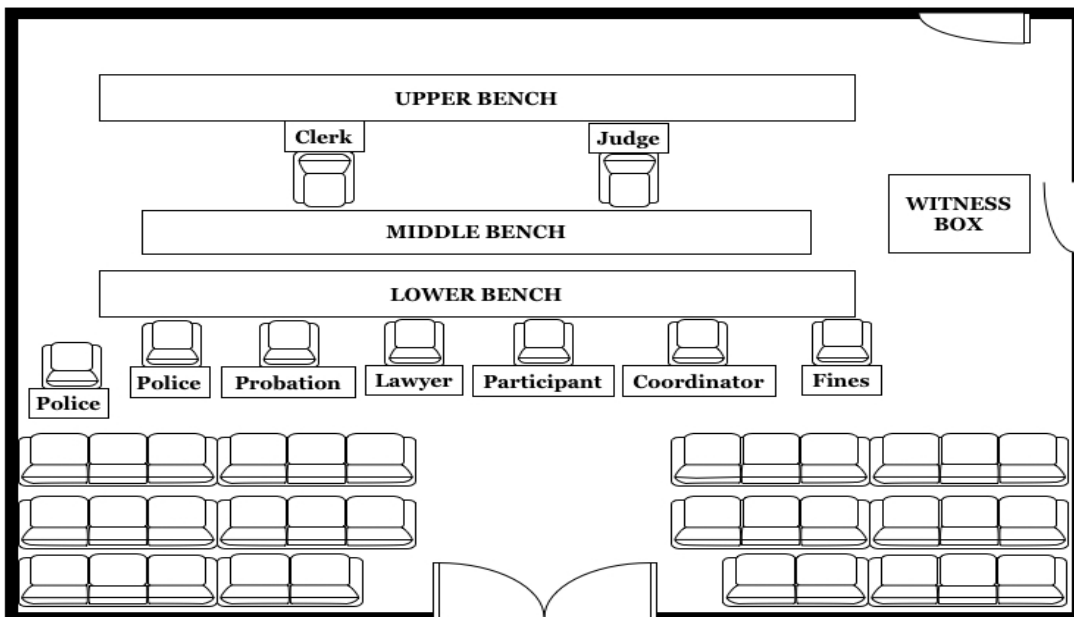 UPPER BENCH
Clerk
Judge
WITNESS
BOX
MIDDLE BENCH
LOWER BENCH
Police
Probation
Lawyer
Participant
Coordinator
Fines
Police